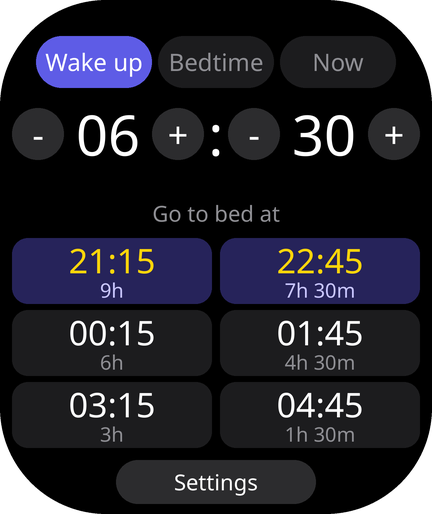 Wake up Bedtime Now
- 06 + : - 30 +
Go to bed at
21:15 22:45
9h 7h 30m
00:15 01:45
6h 4h 30m
03:15 04:45
3h 1h 30m
Settings